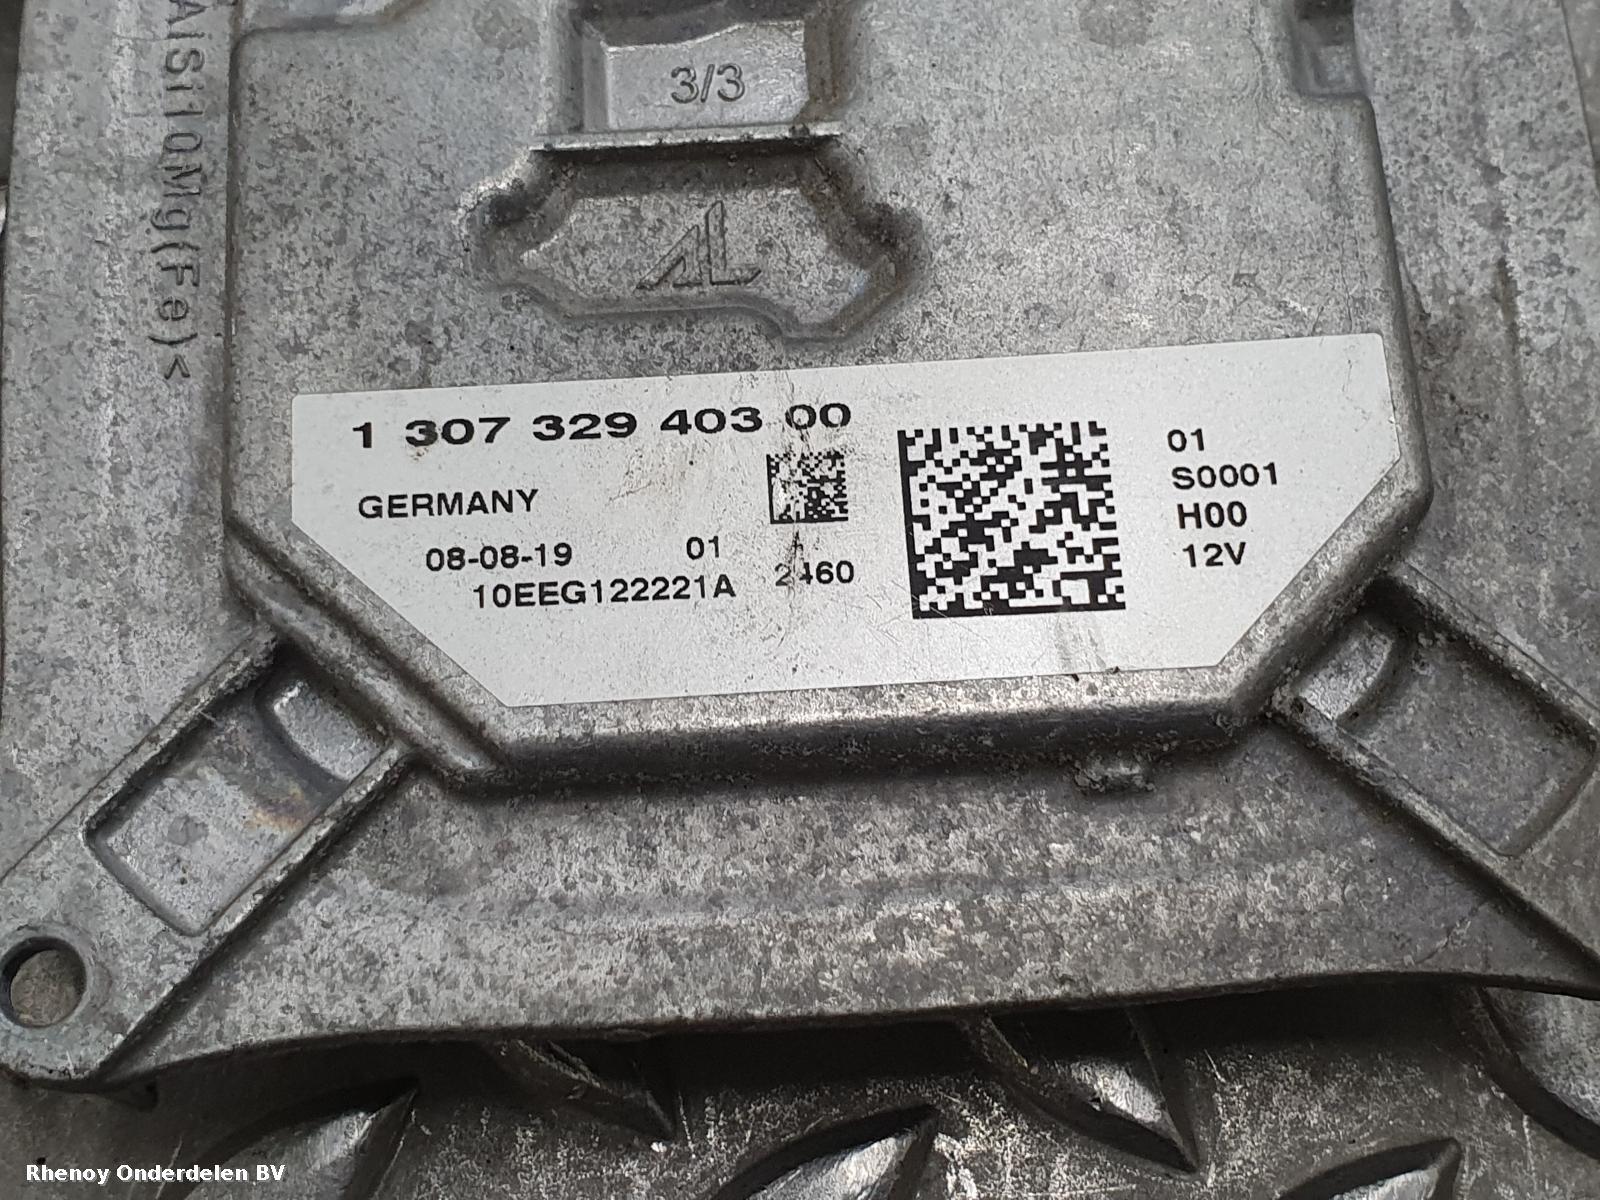 AlSi10Mg(Fe)<
3/3
AL
1 307 329 403 00
GERMANY
08-08-19 01
10EEG122221A 2460
01
S0001
H00
12V
Rhenoy Onderdelen BV